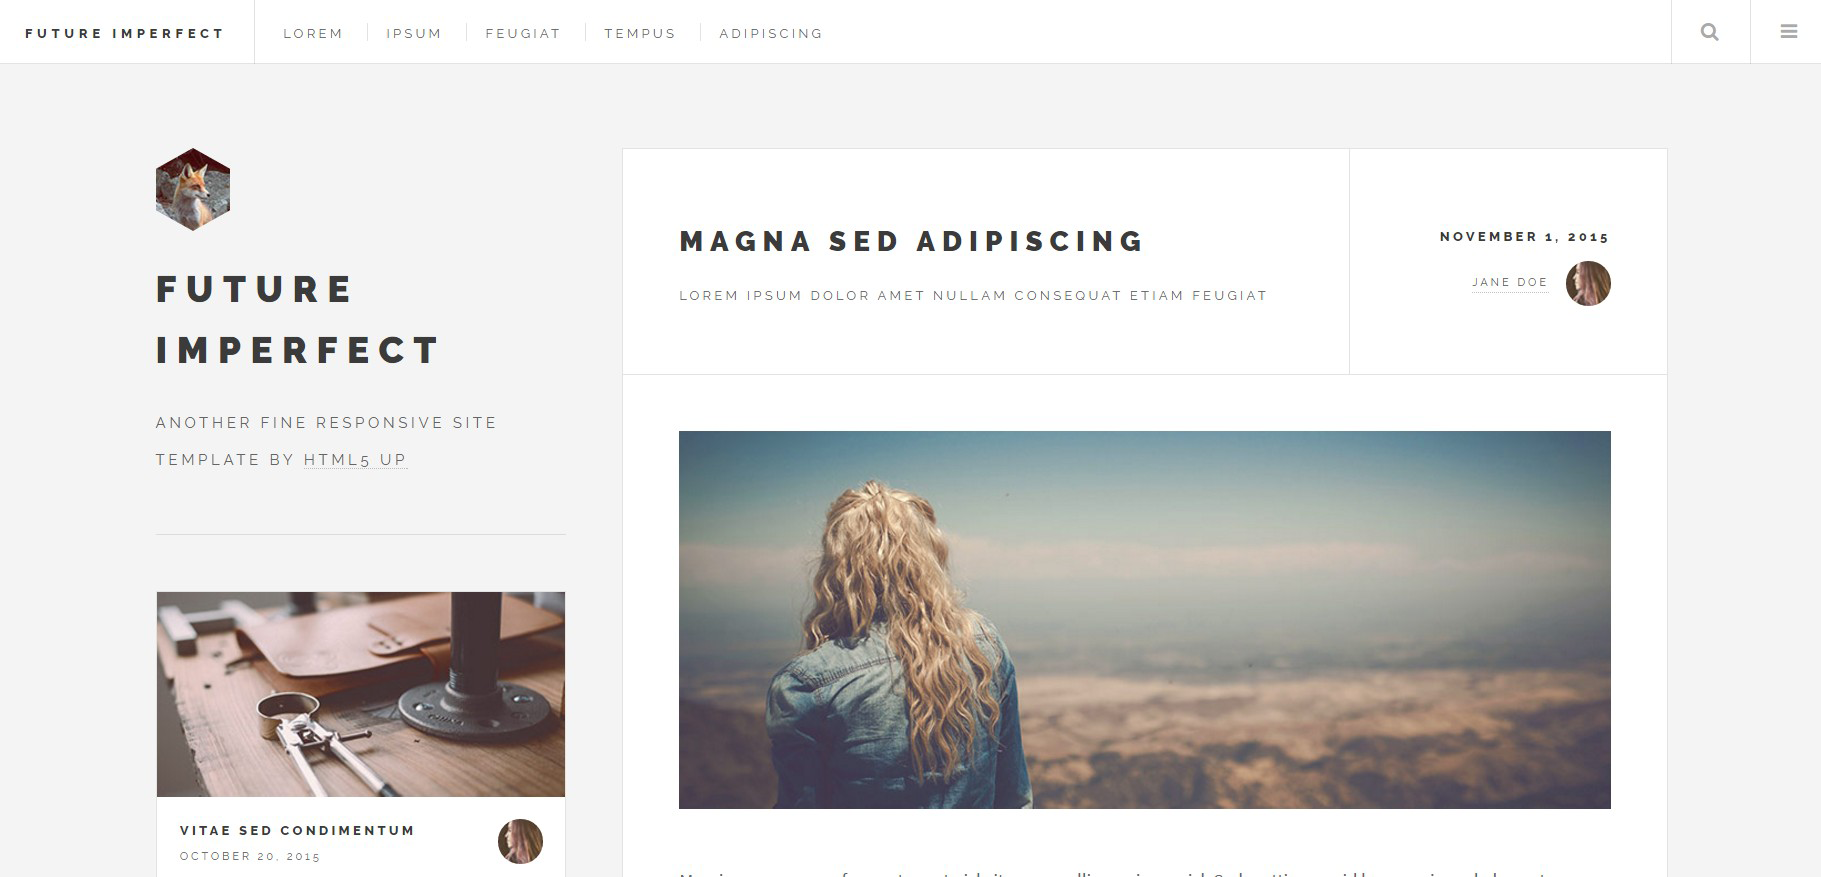 FUTURE IMPERFECT
LOREM
IPSUM
FEUGIAT
TEMPUS
ADIPISCING
FUTURE
IMPERFECT
ANOTHER FINE RESPONSIVE SITE
TEMPLATE BY HTML5 UP
VITAE SED CONDIMENTUM
OCTOBER 20, 2015
MAGNA SED ADIPISCING
LOREM IPSUM DOLOR AMET NULLAM CONSEQUAT ETIAM FEUGIAT
NOVEMBER 1, 2015
JANE DOE